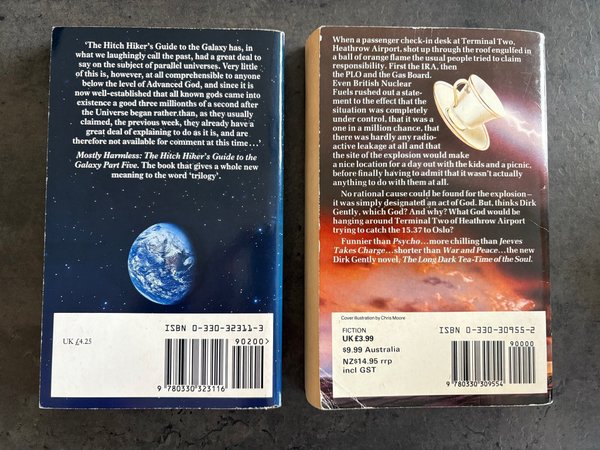 'The Hitch Hiker's Guide to the Galaxy has, in
what we laughingly call the past, had a great deal to
say on the subject of parallel universes. Very little
of this is, however, at all comprehensible to anyone
below the level of Advanced God, and since it is
now well-established that all known gods came into
existence a good three millionths of a second after
the Universe began rather than, as they usually
claimed, the previous week, they already have a
great deal of explaining to do as it is, and are
therefore not available for comment at this time . . .'
Mostly Harmless: The Hitch Hiker's Guide to the
Galaxy Part Five. The book that gives a whole new
meaning to the word 'trilogy'.
ISBN 0-330-32311-3
UK £4.25
90200>
9 780330 323116
When a passenger check-in desk at Terminal Two,
Heathrow Airport, shot up through the roof engulfed in
a ball of orange flame the usual people tried to claim
responsibility. First the IRA, then
the PLO and the Gas Board.
Even British Nuclear
Fuels rushed out a state-
ment to the effect that the
situation was completely
under control, that it was a
one in a million chance, that
there was hardly any radio-
active leakage at all and that
the site of the explosion would make
a nice location for a day out with the kids and a picnic,
before finally having to admit that it wasn't actually
anything to do with them at all.
No rational cause could be found for the explosion –
it was simply designated an act of God. But, thinks Dirk
Gently, which God? And why? What God would be
hanging around Terminal Two of Heathrow Airport
trying to catch the 15.37 to Oslo?
Funnier than Psycho...more chilling than Jeeves
Takes Charge...shorter than War and Peace...the new
Dirk Gently novel, The Long Dark Tea-Time of the Soul.
Cover illustration by Chris Moore
FICTION
UK £3.99
$9.99 Australia
NZ$14.95 rrp
incl GST
ISBN 0-330-30955-2
90000
9 780330 309554